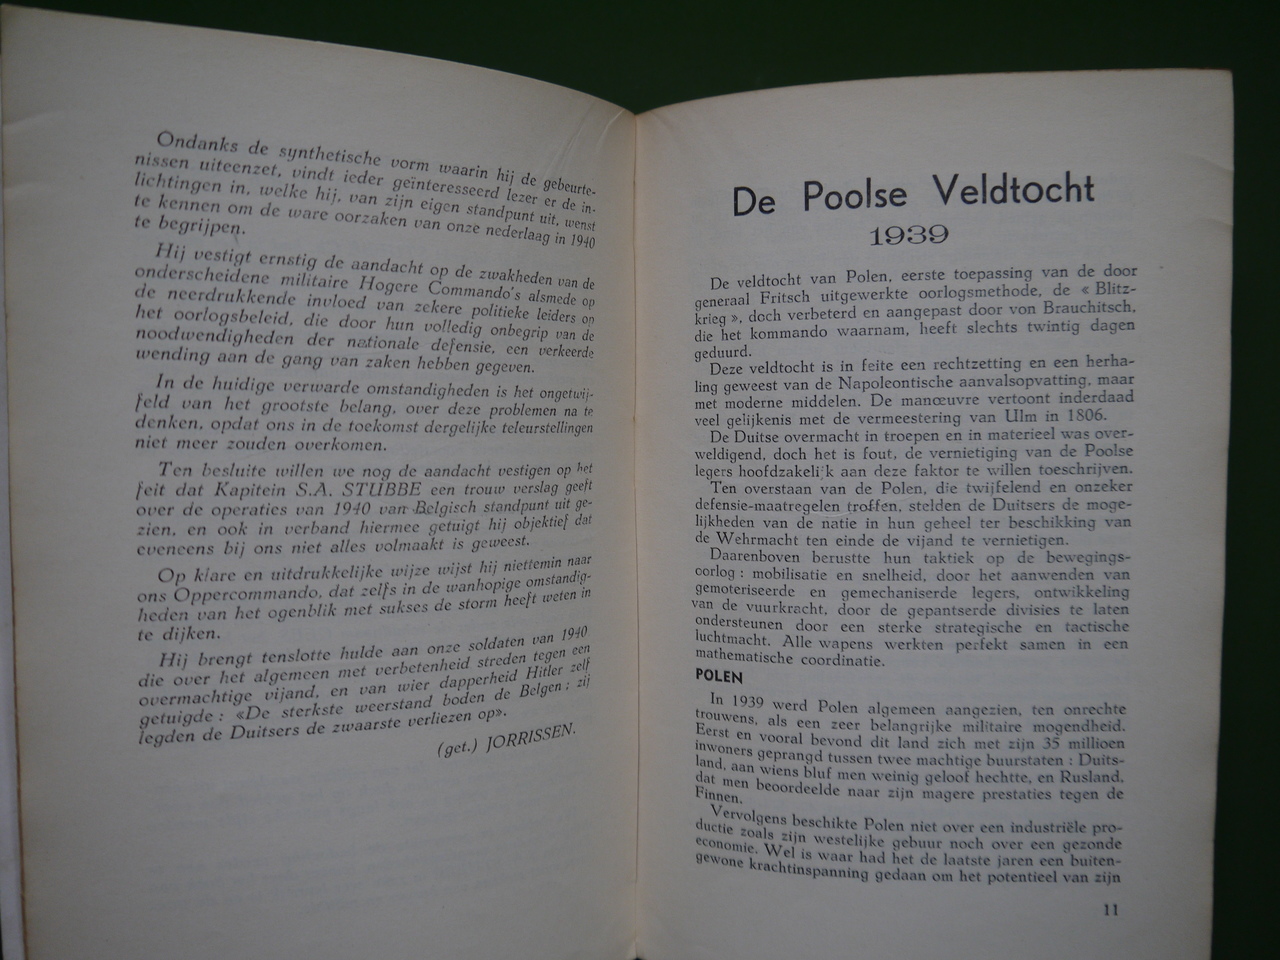 Ondanks de synthetische vorm waarin hij de gebeurte-
nissen uiteenzet, vindt ieder geïnteresseerd lezer er de in-
lichtingen in, welke hij, van zijn eigen standpunt uit, wenst
te kennen om de ware oorzaken van onze nederlaag in 1940
te begrijpen.
Hij vestigt ernstig de aandacht op de zwakheden van de
onderscheidene militaire Hogere Commando's alsmede op
de neerdrukkende invloed van zekere politieke leiders op
het oorlogsbeleid, die door hun volledig onbegrip van de
noodwendigheden der nationale defensie, een verkeerde
wending aan de gang van zaken hebben gegeven.
In de huidige verwarde omstandigheden is het ongetwij-
feld van het grootste belang, over deze problemen na te
denken, opdat ons in de toekomst dergelijke teleurstellingen
niet meer zouden overkomen.
Ten besluite willen we nog de aandacht vestigen op het
feit dat Kapitein S.A. STUBBE een trouw verslag geeft
over de operaties van 1940 van Belgisch standpunt uit ge-
zien, en ook in verband hiermee getuigt hij objektief dat
eveneens bij ons niet alles volmaakt is geweest.
Op klare en uitdrukkelijke wijze wijst hij niettemin naar
ons Oppercommando, dat zelfs in de wanhopige omstandig-
heden van het ogenblik met sukses de storm heeft weten in
te dijken.
Hij brengt tenslotte hulde aan onze soldaten van 1940
die over het algemeen met verbetenheid streden tegen een
overmachtige vijand, en van wier dapperheid Hitler zelf
getuigde : «De sterkste weerstand boden de Belgen ; zij
legden de Duitsers de zwaarste verliezen op».
(get.) JORRISSEN.
De Poolse Veldtocht
1939
De veldtocht van Polen, eerste toepassing van de door
generaal Fritsch uitgewerkte oorlogsmethode, de « Blitz-
krieg », doch verbeterd en aangepast door von Brauchitsch,
die het kommando waarnam, heeft slechts twintig dagen
geduurd.
Deze veldtocht is in feite een rechtzetting en een herha-
ling geweest van de Napoleontische aanvalsopvatting, maar
met moderne middelen. De manœuvre vertoont inderdaad
veel gelijkenis met de vermeestering van Ulm in 1806.
De Duitse overmacht in troepen en in materieel was over-
weldigend, doch het is fout, de vernietiging van de Poolse
legers hoofdzakelijk aan deze faktor te willen toeschrijven.
Ten overstaan van de Polen, die twijfelend en onzeker
defensie-maatregelen troffen, stelden de Duitsers de moge-
lijkheden van de natie in hun geheel ter beschikking van
de Wehrmacht ten einde de vijand te vernietigen.
Daarenboven berustte hun taktiek op de bewegings-
oorlog : mobilisatie en snelheid, door het aanwenden van
gemoteriseerde en gemechaniserde legers, ontwikkeling
van de vuurkracht, door de gepantserde divisies te laten
ondersteunen door een sterke strategische en tactische
luchtmacht. Alle wapens werkten perfekt samen in een
mathematische coordinatie.
POLEN
In 1939 werd Polen algemeen aangezien, ten onrechte
trouwens, als een zeer belangrijke militaire mogendheid.
Eerst en vooral bevond dit land zich met zijn 35 millioen
inwoners geprangd tussen twee machtige buurstaten : Duits-
land, aan wiens bluf men weinig geloof hechtte, en Rusland,
dat men beoordeelde naar zijn magere prestaties tegen de
Finnen.
Vervolgens beschikte Polen niet over een industriële pro-
ductie zoals zijn westelijke gebuur noch over een gezonde
economie. Wel is waar had het de laatste jaren een buiten-
gewone krachtinspanning gedaan om het potentieel van zijn
11